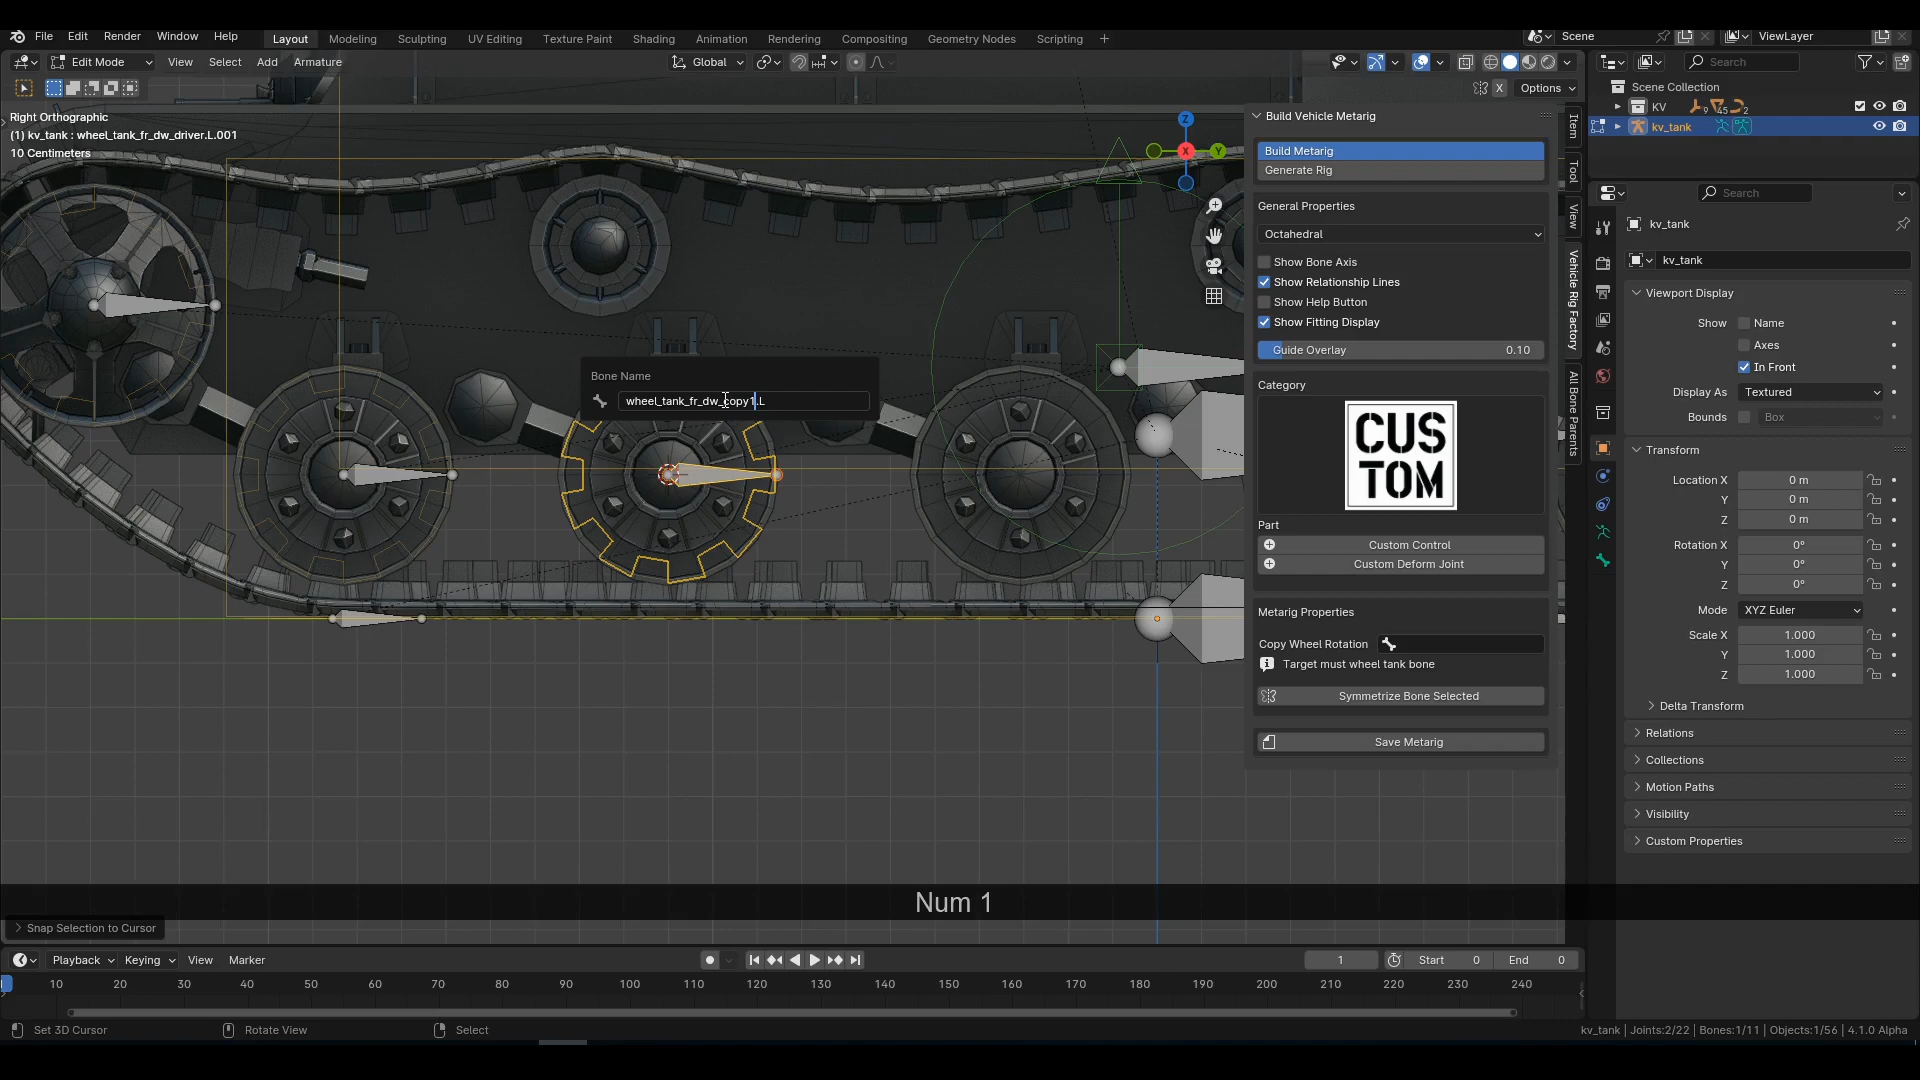 File Edit Render Window Help
Layout Modeling Sculpting UV Editing Texture Paint Shading Animation Rendering Compositing Geometry Nodes Scripting +
Scene
ViewLayer
Edit Mode View Select Add Armature
Global
Search
X Options
Scene Collection
KV 9 45 2
kv_tank
Right Orthographic
(1) kv_tank : wheel_tank_fr_dw_driver.L.001
10 Centimeters
Z
X
Y
Build Vehicle Metarig
Build Metarig
Generate Rig
General Properties
Octahedral
Show Bone Axis
Show Relationship Lines
Show Help Button
Show Fitting Display
Guide Overlay 0.10
Category
CUS
TOM
Part
Custom Control
Custom Deform Joint
Metarig Properties
Copy Wheel Rotation
Target must wheel tank bone
Symmetrize Bone Selected
Save Metarig
Item
Tool
View
Vehicle Rig Factory
All Bone Parents
Bone Name
wheel_tank_fr_dw_copy1.L
Search
kv_tank
kv_tank
Viewport Display
Show Name
Axes
In Front
Display As Textured
Bounds Box
Transform
Location X 0 m
Y 0 m
Z 0 m
Rotation X 0°
Y 0°
Z 0°
Mode XYZ Euler
Scale X 1.000
Y 1.000
Z 1.000
Delta Transform
Relations
Collections
Motion Paths
Visibility
Custom Properties
Num 1
Snap Selection to Cursor
Playback Keying View Marker
1 Start 0 End 0
10 20 30 40 50 60 70 80 90 100 110 120 130 140 150 160 170 180 190 200 210 220 230 240
Set 3D Cursor Rotate View Select
kv_tank | Joints:2/22 | Bones:1/11 | Objects:1/56 | 4.1.0 Alpha